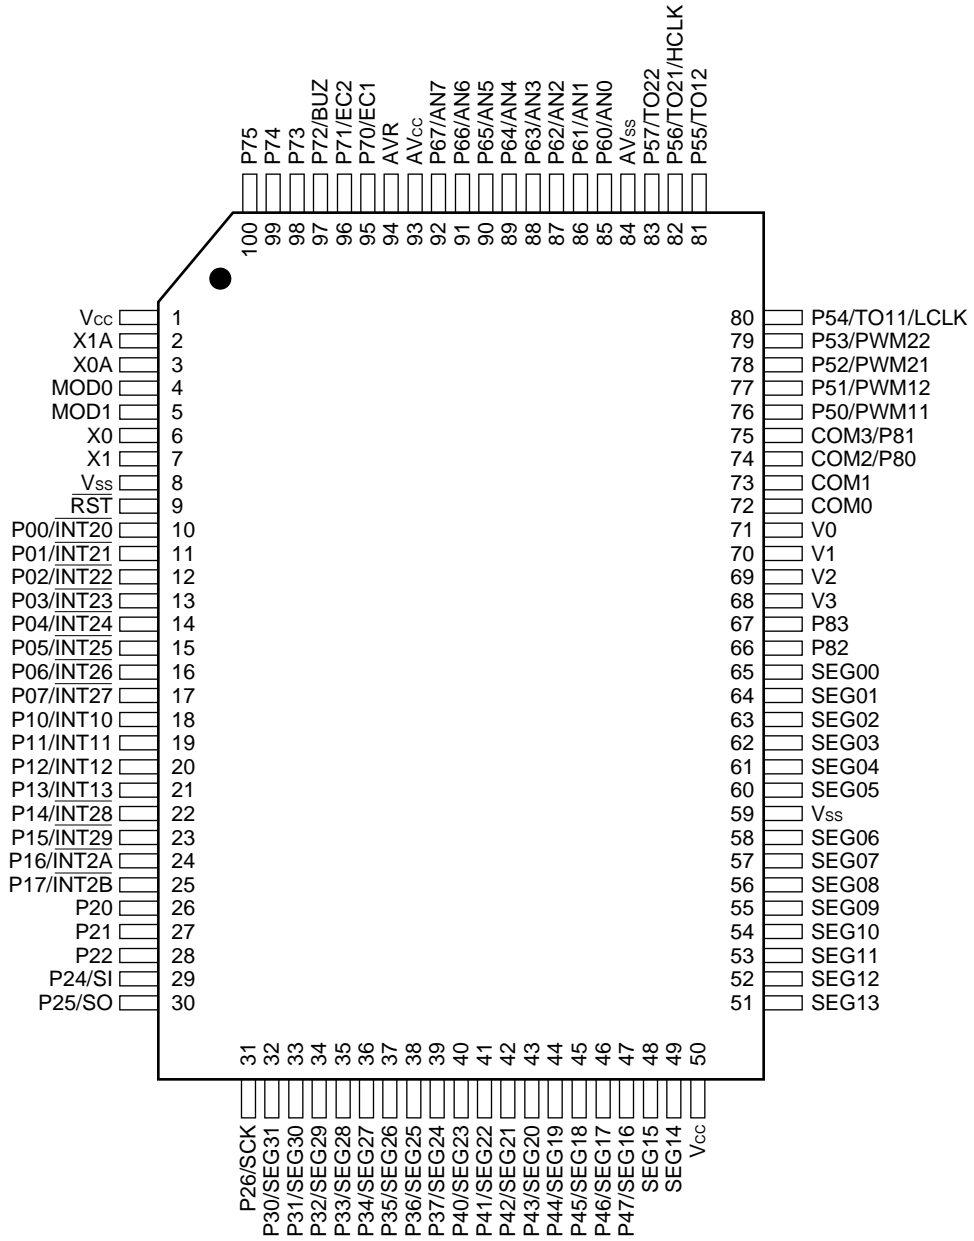 P75
P74
P73
P72/BUZ
P71/EC2
P70/EC1
AVR
AVcc
P67/AN7
P66/AN6
P65/AN5
P64/AN4
P63/AN3
P62/AN2
P61/AN1
P60/AN0
AVss
P57/TO22
P56/TO21/HCLK
P55/TO12
100
99
98
97
96
95
94
93
92
91
90
89
88
87
86
85
84
83
82
81
Vcc 1 80 P54/TO11/LCLK
X1A 2 79 P53/PWM22
X0A 3 78 P52/PWM21
MOD0 4 77 P51/PWM12
MOD1 5 76 P50/PWM11
X0 6 75 COM3/P81
X1 7 74 COM2/P80
Vss 8 73 COM1
RST 9 72 COM0
P00/INT20 10 71 V0
P01/INT21 11 70 V1
P02/INT22 12 69 V2
P03/INT23 13 68 V3
P04/INT24 14 67 P83
P05/INT25 15 66 P82
P06/INT26 16 65 SEG00
P07/INT27 17 64 SEG01
P10/INT10 18 63 SEG02
P11/INT11 19 62 SEG03
P12/INT12 20 61 SEG04
P13/INT13 21 60 SEG05
P14/INT28 22 59 Vss
P15/INT29 23 58 SEG06
P16/INT2A 24 57 SEG07
P17/INT2B 25 56 SEG08
P20 26 55 SEG09
P21 27 54 SEG10
P22 28 53 SEG11
P24/SI 29 52 SEG12
P25/SO 30 51 SEG13
31
32
33
34
35
36
37
38
39
40
41
42
43
44
45
46
47
48
49
50
P26/SCK
P30/SEG31
P31/SEG30
P32/SEG29
P33/SEG28
P34/SEG27
P35/SEG26
P36/SEG25
P37/SEG24
P40/SEG23
P41/SEG22
P42/SEG21
P43/SEG20
P44/SEG19
P45/SEG18
P46/SEG17
P47/SEG16
SEG15
SEG14
Vcc